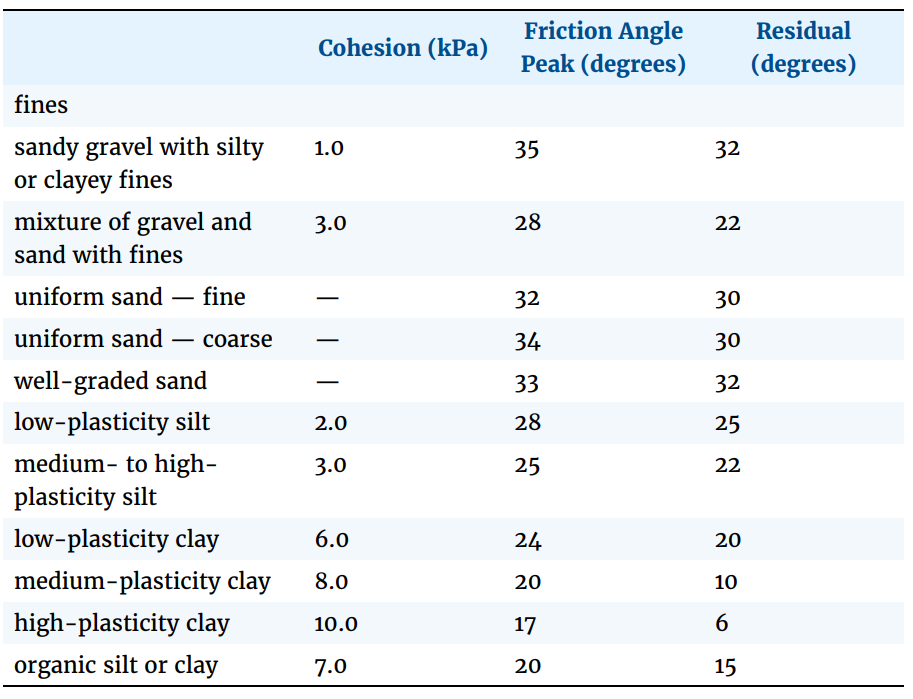 Cohesion (kPa) Friction Angle Peak (degrees) Residual (degrees)
fines
sandy gravel with silty 1.0 35 32
or clayey fines
mixture of gravel and 3.0 28 22
sand with fines
uniform sand — fine — 32 30
uniform sand — coarse — 34 30
well-graded sand — 33 32
low-plasticity silt 2.0 28 25
medium- to high- 3.0 25 22
plasticity silt
low-plasticity clay 6.0 24 20
medium-plasticity clay 8.0 20 10
high-plasticity clay 10.0 17 6
organic silt or clay 7.0 20 15